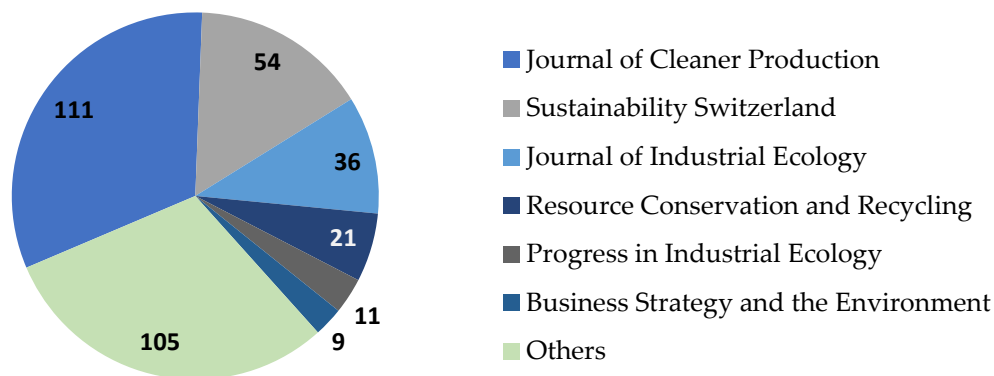 54
111
36
21
11
9
105
Journal of Cleaner Production
Sustainability Switzerland
Journal of Industrial Ecology
Resource Conservation and Recycling
Progress in Industrial Ecology
Business Strategy and the Environment
Others